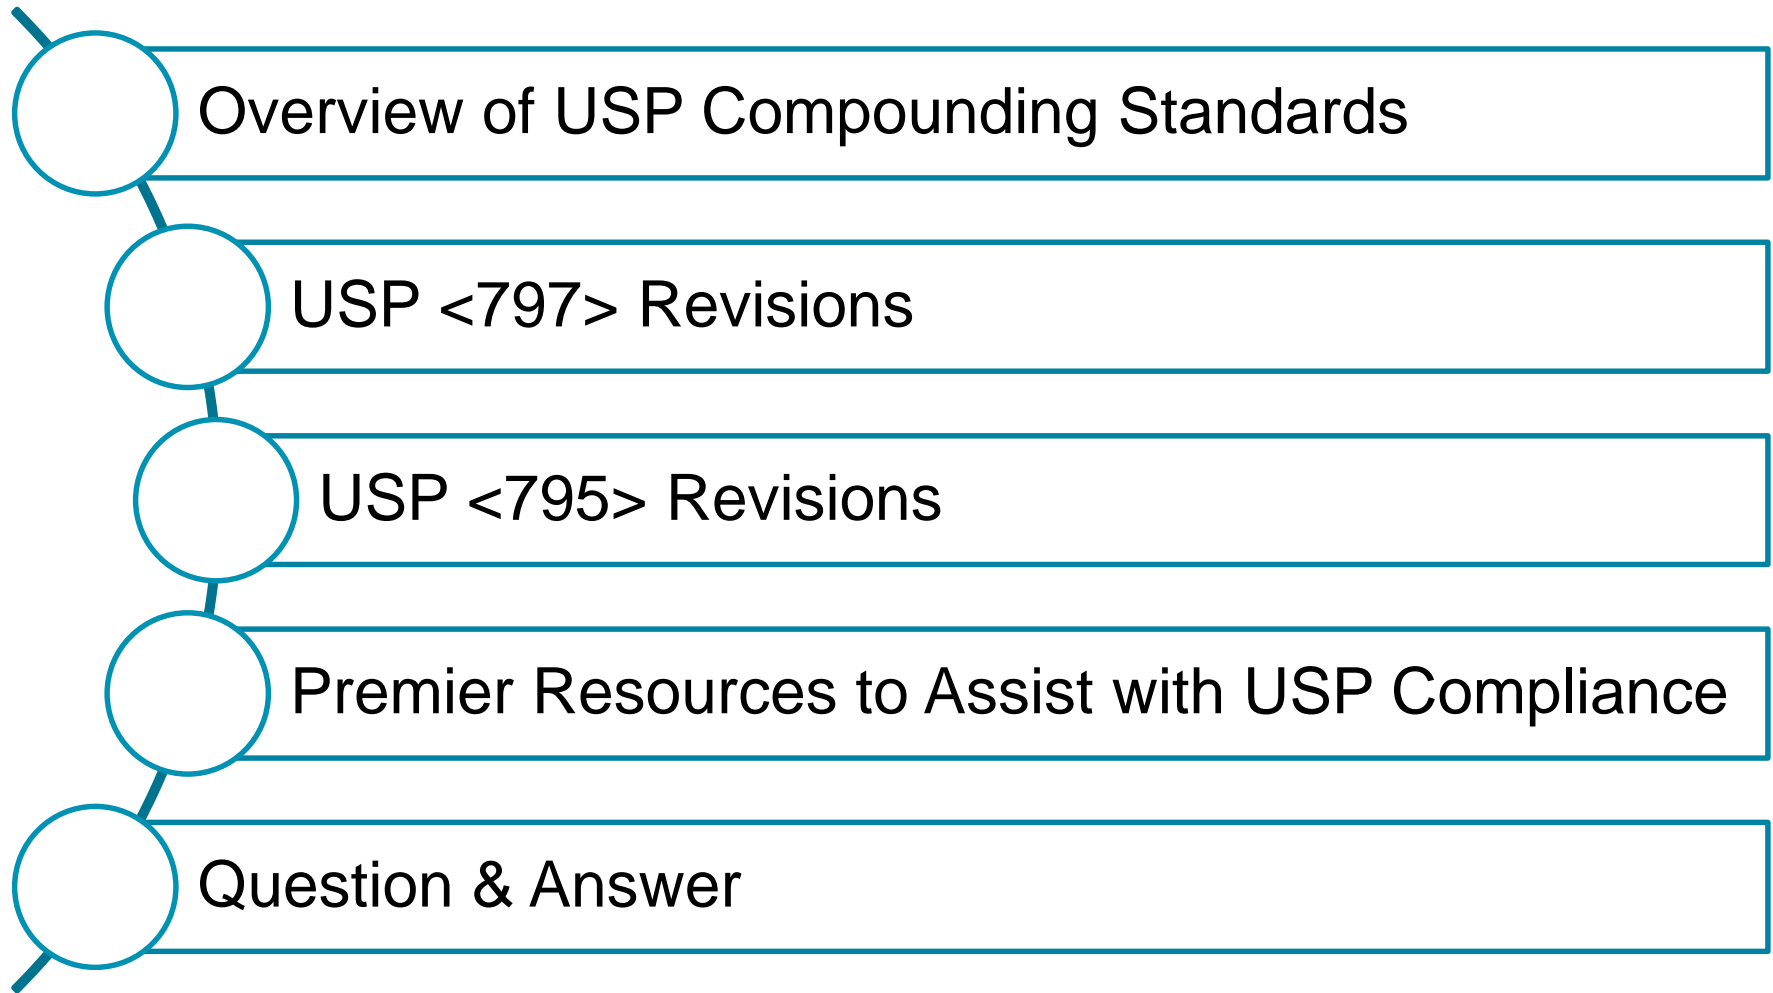 Overview of USP Compounding Standards
USP <797> Revisions
USP <795> Revisions
Premier Resources to Assist with USP Compliance
Question & Answer